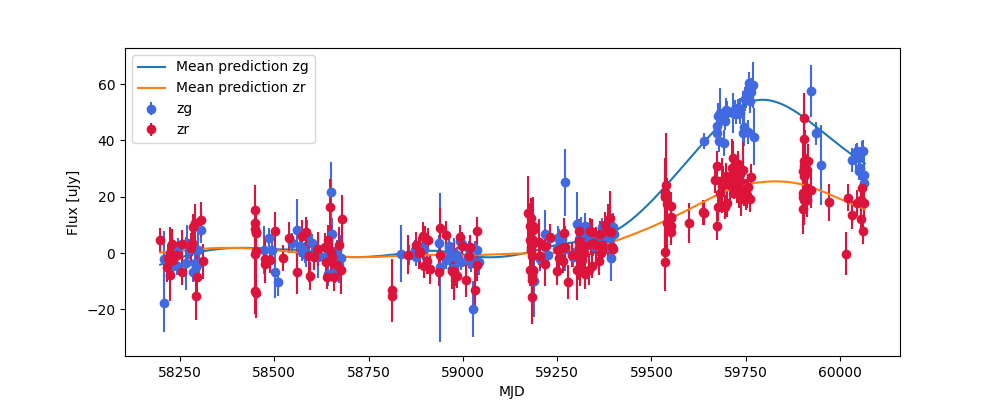 Mean prediction zg
Mean prediction zr
zg
zr
Flux [uJy]
60
40
20
0
−20
58250
58500
58750
59000
59250
59500
59750
60000
MJD